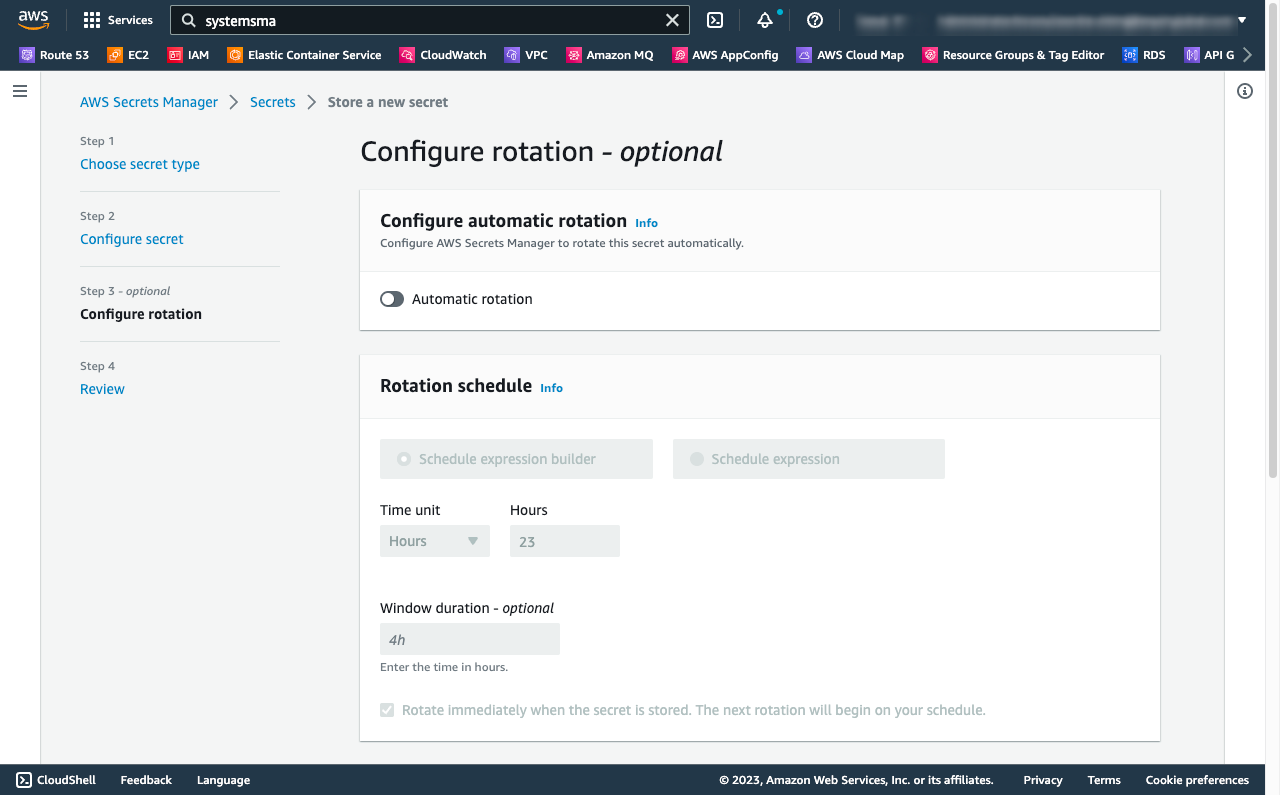 aws Services systemsma
Route 53 EC2 IAM Elastic Container Service CloudWatch VPC Amazon MQ AWS AppConfig AWS Cloud Map Resource Groups & Tag Editor RDS API G
AWS Secrets Manager Secrets Store a new secret
Step 1
Choose secret type
Step 2
Configure secret
Step 3 - optional
Configure rotation
Step 4
Review
Configure rotation - optional
Configure automatic rotation Info
Configure AWS Secrets Manager to rotate this secret automatically.
Automatic rotation
Rotation schedule Info
Schedule expression builder Schedule expression
Time unit Hours
Hours 23
Window duration - optional
4h
Enter the time in hours.
Rotate immediately when the secret is stored. The next rotation will begin on your schedule.
CloudShell Feedback Language © 2023, Amazon Web Services, Inc. or its affiliates. Privacy Terms Cookie preferences